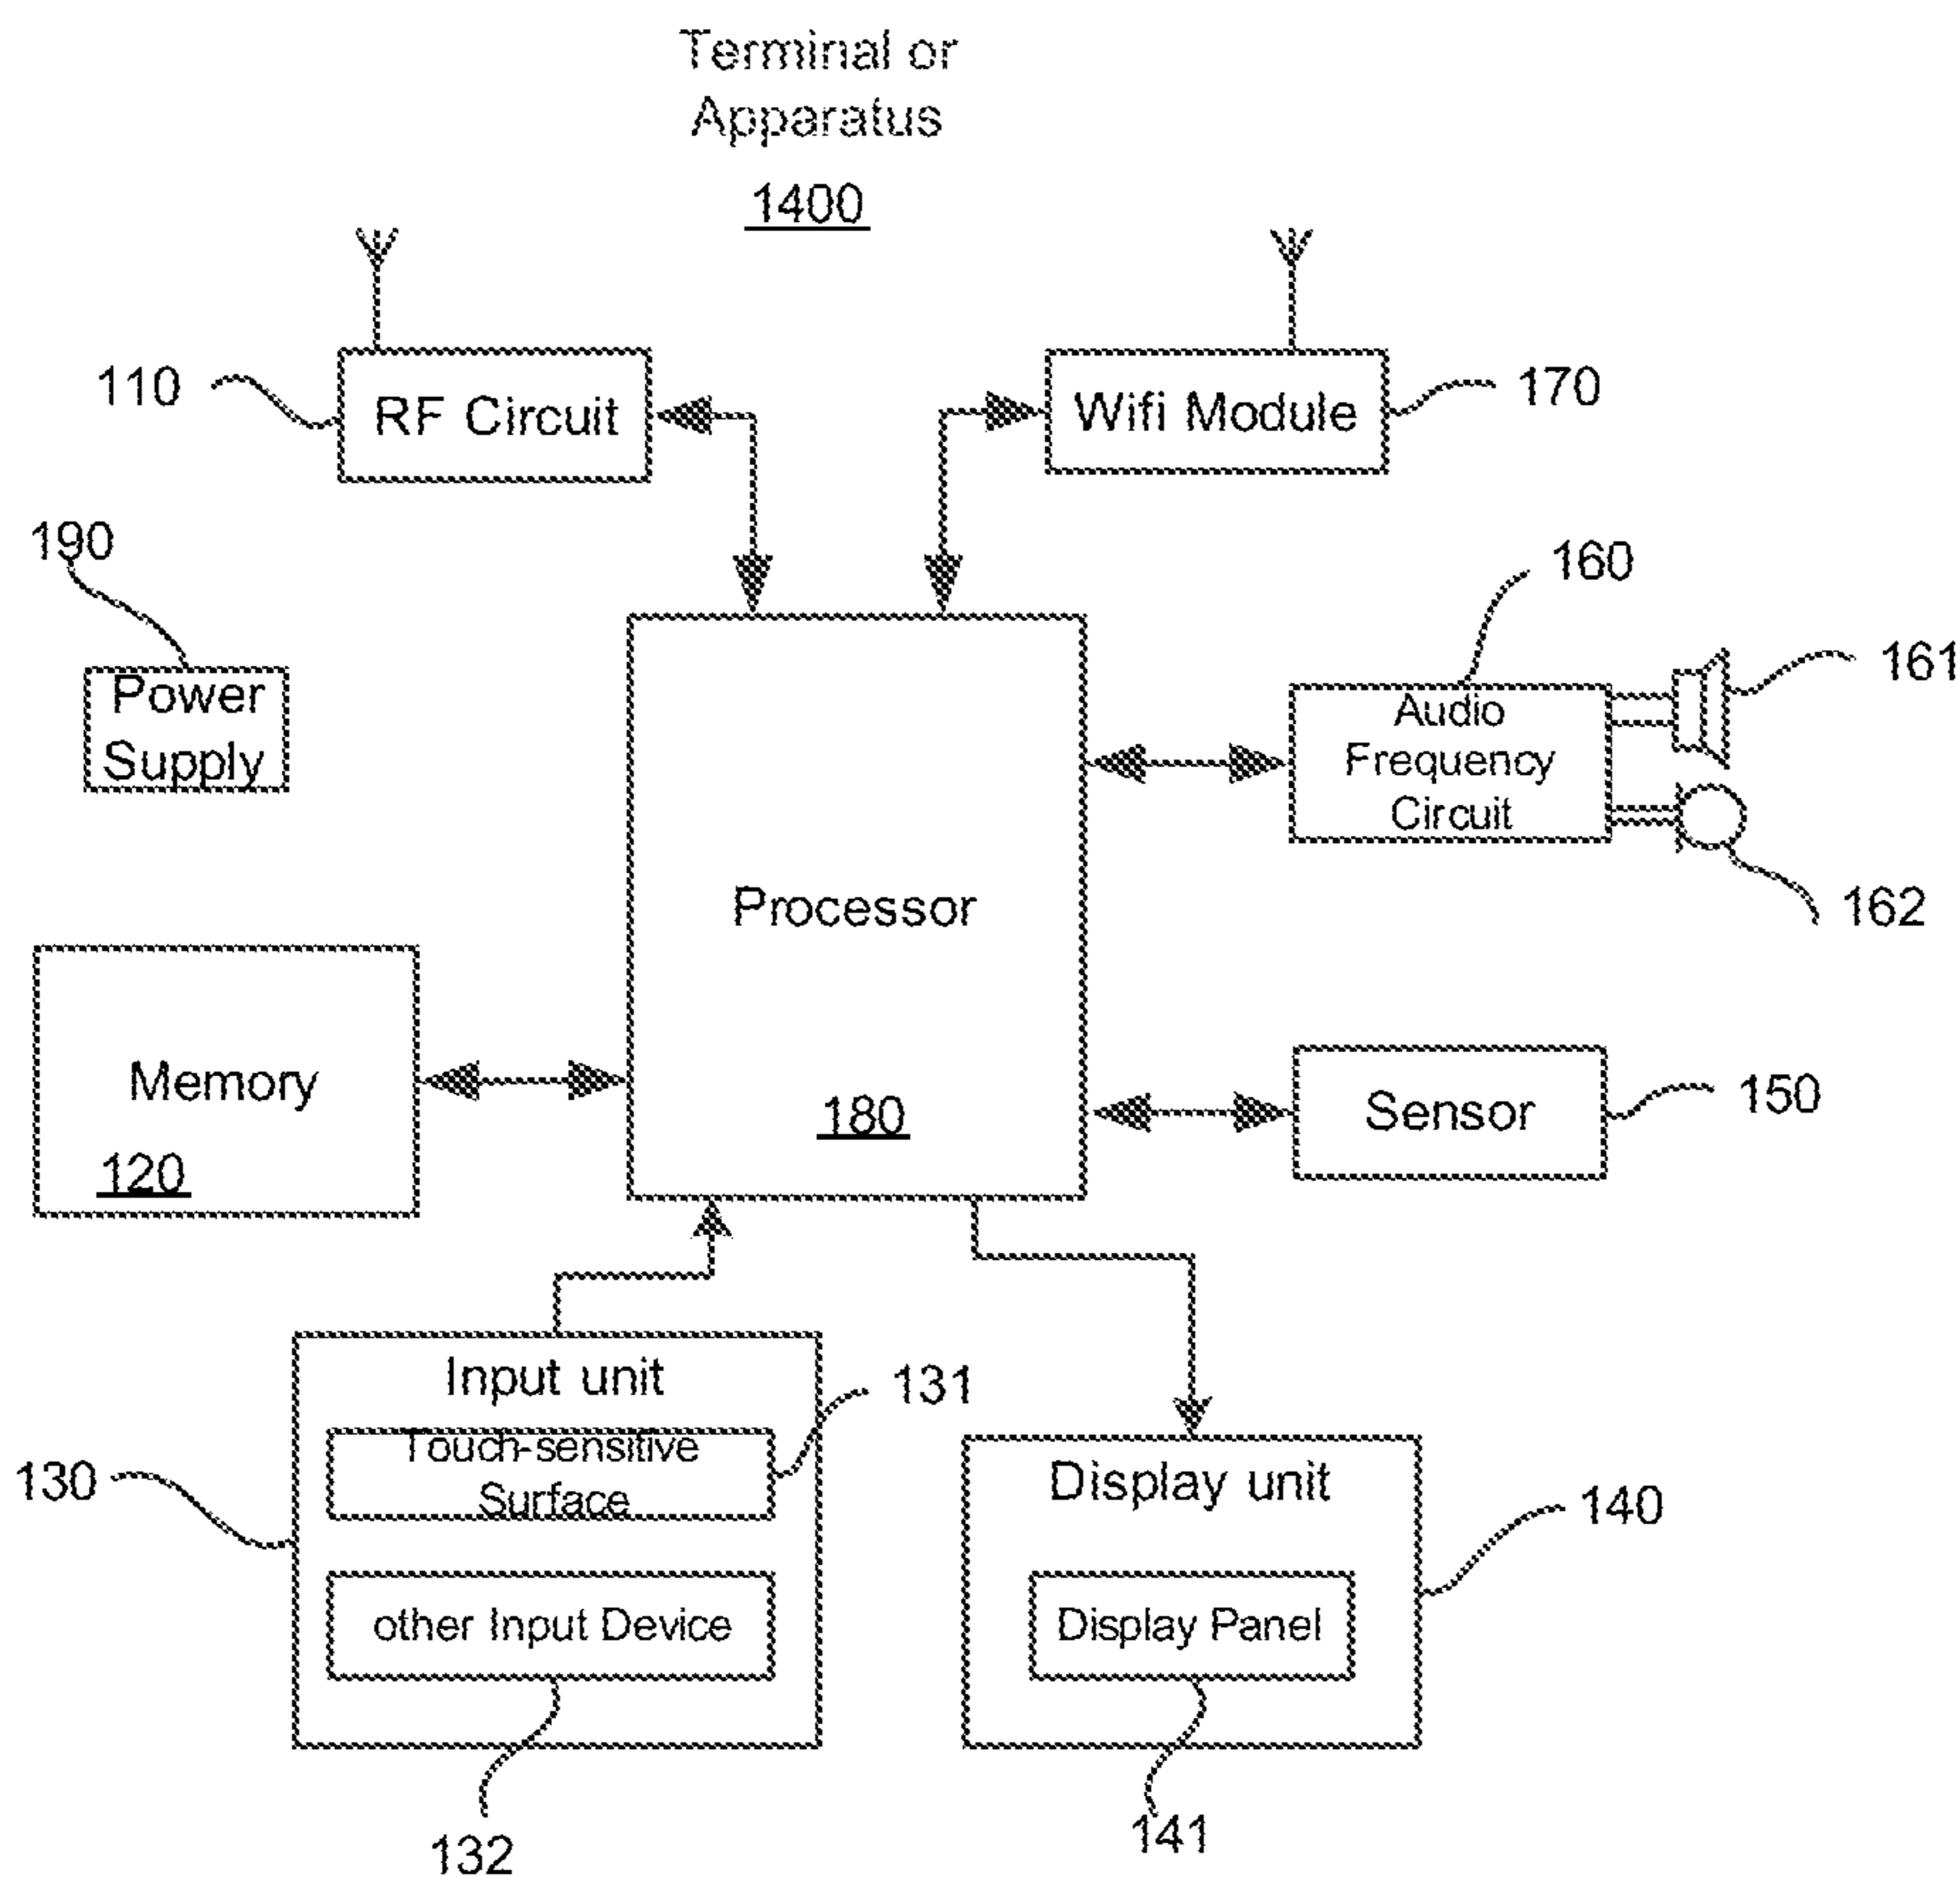 Terminal or
Apparatus
1400
110
RF Circuit
Wifi Module
170
190
160
161
Power
Supply
Audio
Frequency
Circuit
162
Processor
180
Memory
120
Sensor
150
Input unit
131
Touch-sensitive
Surface
130
other Input Device
132
Display unit
140
Display Panel
141